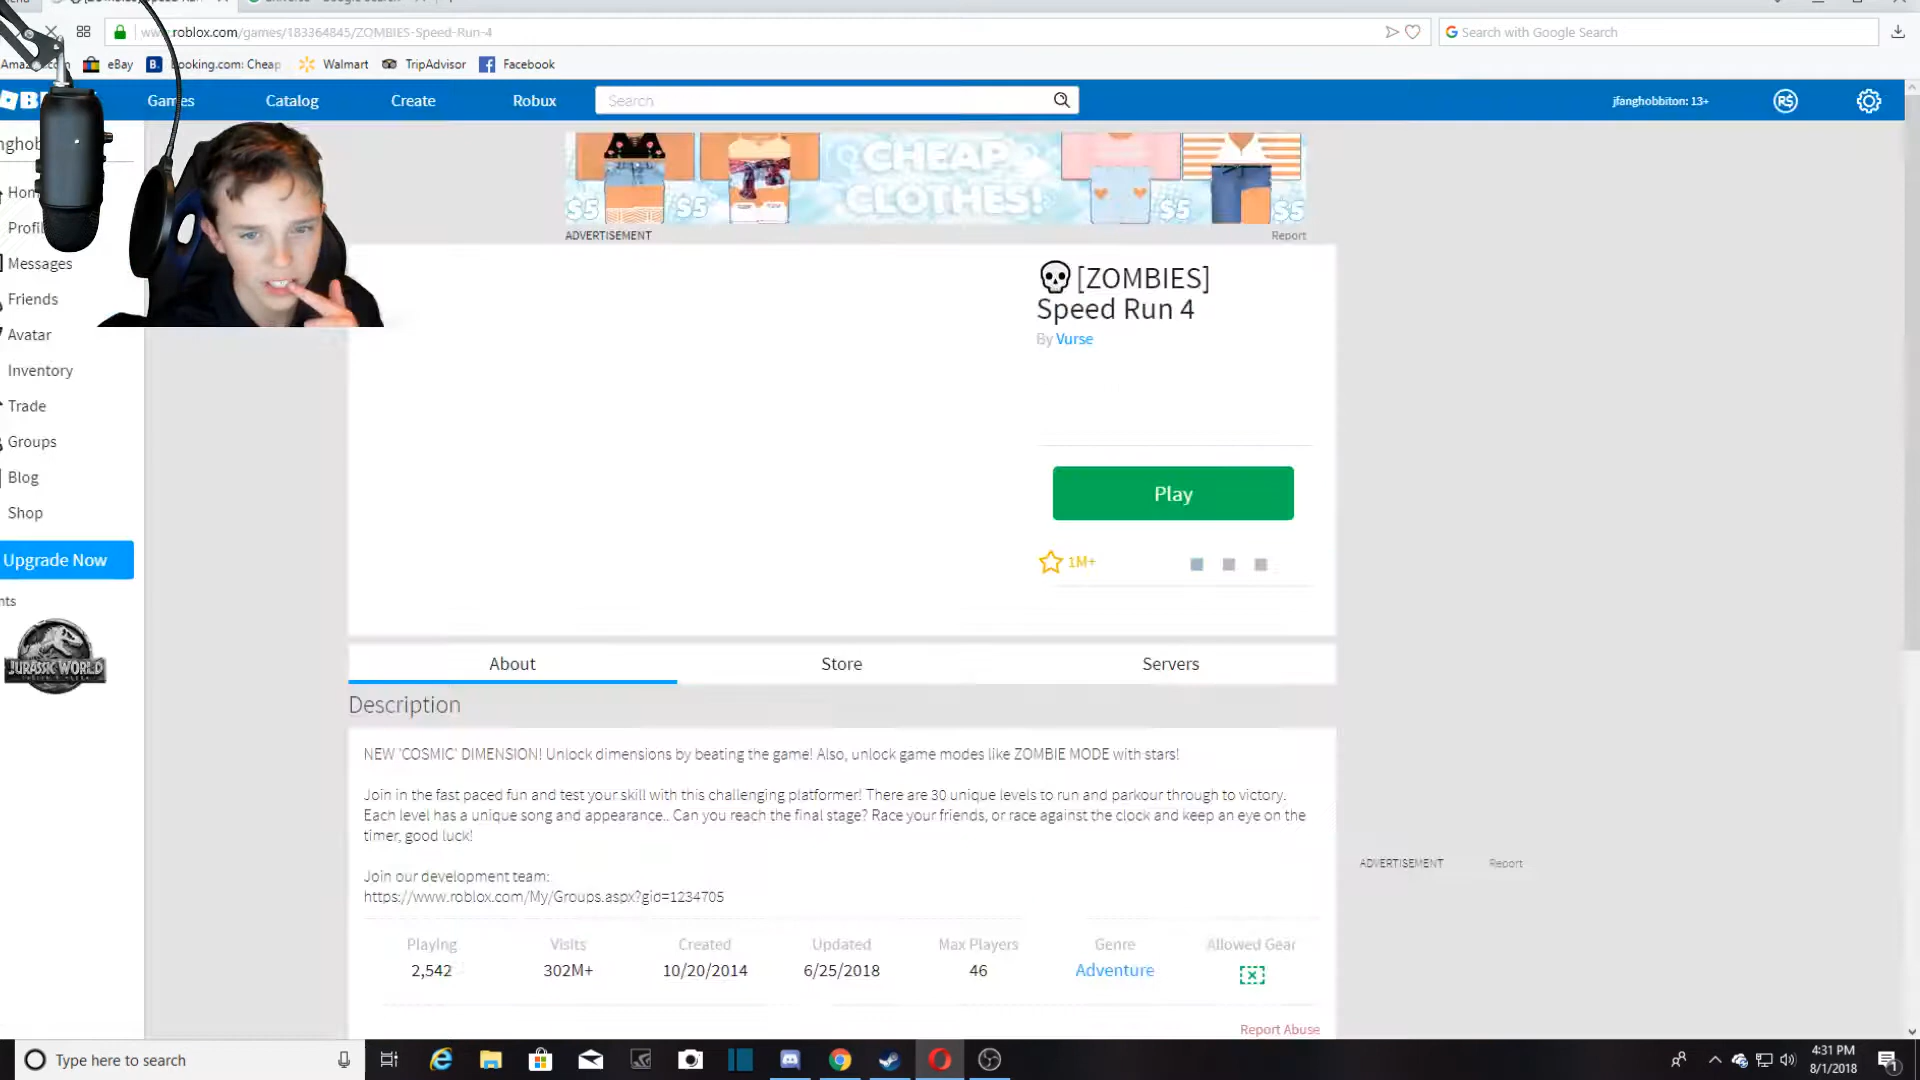 www.roblox.com/games/183364845/ZOMBIES-Speed-Run-4
Search with Google Search
eBay
Booking.com: Cheap
Walmart
TripAdvisor
Facebook
Games
Catalog
Create
Robux
Search
jfanghobbiton: 13+
R$
CHEAP
CLOTHES!
$5
$5
$5
$5
ADVERTISEMENT
Report
Messages
Friends
Avatar
Inventory
Trade
Groups
Blog
Shop
Upgrade Now
JURASSIC WORLD
[ZOMBIES]
Speed Run 4
By Vurse
Play
1M+
About
Store
Servers
Description
NEW 'COSMIC' DIMENSION! Unlock dimensions by beating the game! Also, unlock game modes like ZOMBIE MODE with stars!
Join in the fast paced fun and test your skill with this challenging platformer! There are 30 unique levels to run and parkour through to victory.
Each level has a unique song and appearance.. Can you reach the final stage? Race your friends, or race against the clock and keep an eye on the
timer, good luck!
Join our development team:
https://www.roblox.com/My/Groups.aspx?gid=1234705
Playing
Visits
Created
Updated
Max Players
Genre
Allowed Gear
2,542
302M+
10/20/2014
6/25/2018
46
Adventure
Report Abuse
ADVERTISEMENT
Report
Type here to search
4:31 PM
8/1/2018
1